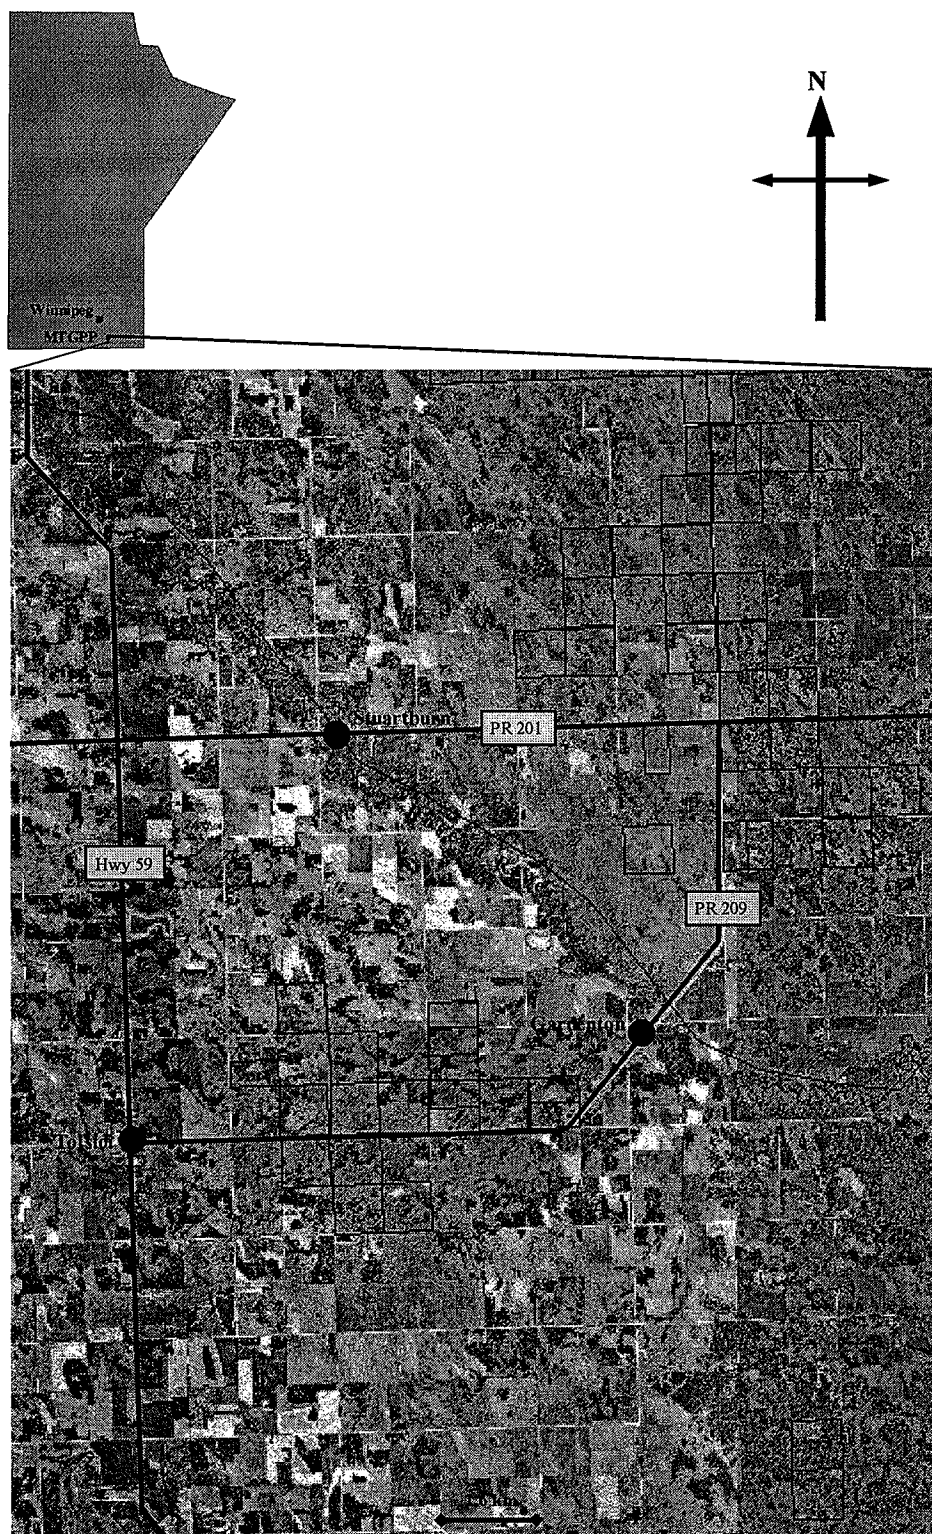 N
Winnipeg
MTGPP
Stuartburn
PR 201
Hwy 59
PR 209
Gardenton
Tolstoi